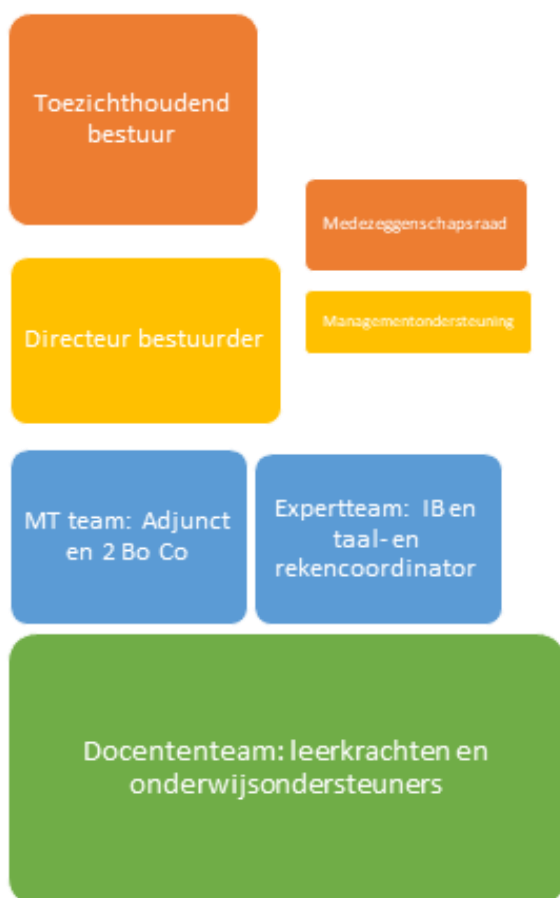 Toezichthoudend
bestuur
Medezeggenschapsraad
Managementondersteuning
Directeur bestuurder
MT team: Adjunct
en 2 Bo Co
Expertteam: IB en
taal- en
rekencoordinator
Docententeam: leerkrachten en
onderwijsondersteuners